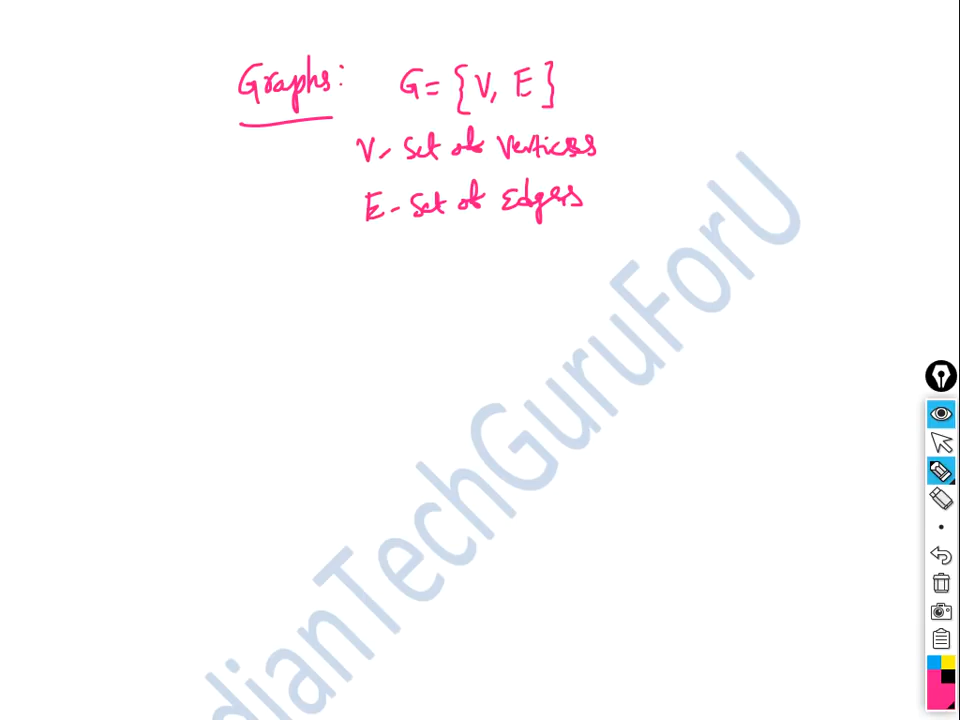 Graphs: G = {V, E}
V - Set of Vertices
E - Set of Edges
dianTechGuruForU